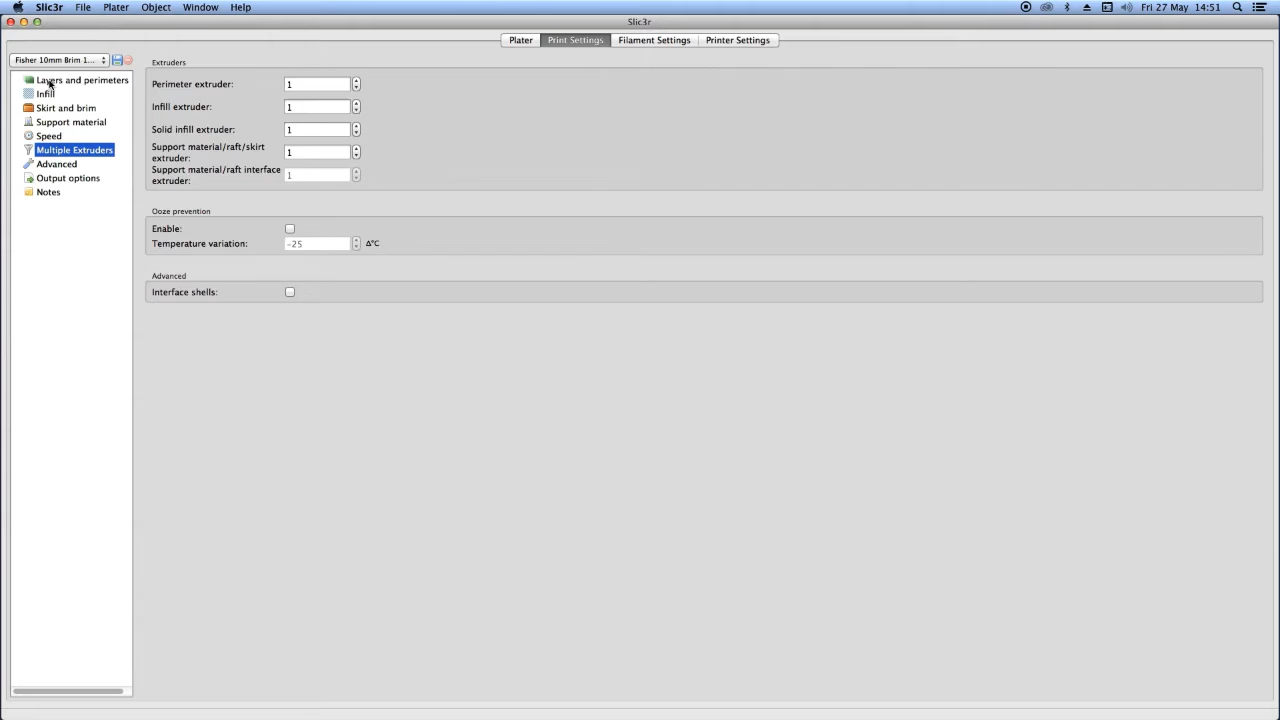 Slic3r File Plater Object Window Help Fri 27 May 14:51
Slic3r
Plater Print Settings Filament Settings Printer Settings
Fisher 10mm Brim 1...
Layers and perimeters
Infill
Skirt and brim
Support material
Speed
Multiple Extruders
Advanced
Output options
Notes
Extruders
Perimeter extruder: 1
Infill extruder: 1
Solid infill extruder: 1
Support material/raft/skirt
extruder: 1
Support material/raft interface
extruder: 1
Ooze prevention
Enable:
Temperature variation: -25 Δ°C
Advanced
Interface shells: